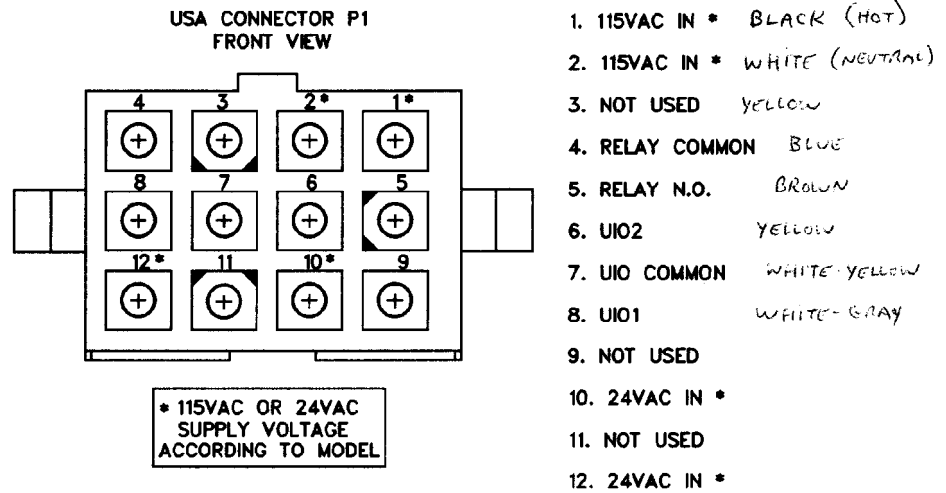 USA CONNECTOR P1
FRONT VIEW
4 3 2* 1*
8 7 6 5
12* 11 10* 9
* 115VAC OR 24VAC
SUPPLY VOLTAGE
ACCORDING TO MODEL
1. 115VAC IN * BLACK (HOT)
2. 115VAC IN * WHITE (NEUTRAL)
3. NOT USED YELLOW
4. RELAY COMMON BLUE
5. RELAY N.O. BROWN
6. UIO2 YELLOW
7. UIO COMMON WHITE-YELLOW
8. UIO1 WHITE-GRAY
9. NOT USED
10. 24VAC IN *
11. NOT USED
12. 24VAC IN *